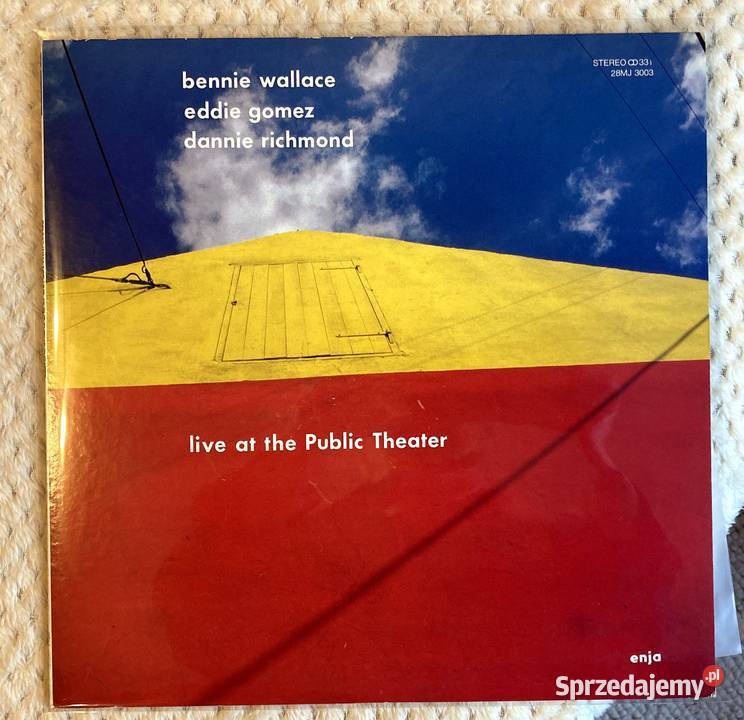 bennie wallace
eddie gomez
dannie richmond
STEREO 33⅓
28MJ 3003
live at the Public Theater
enja
Sprzedajemy.pl